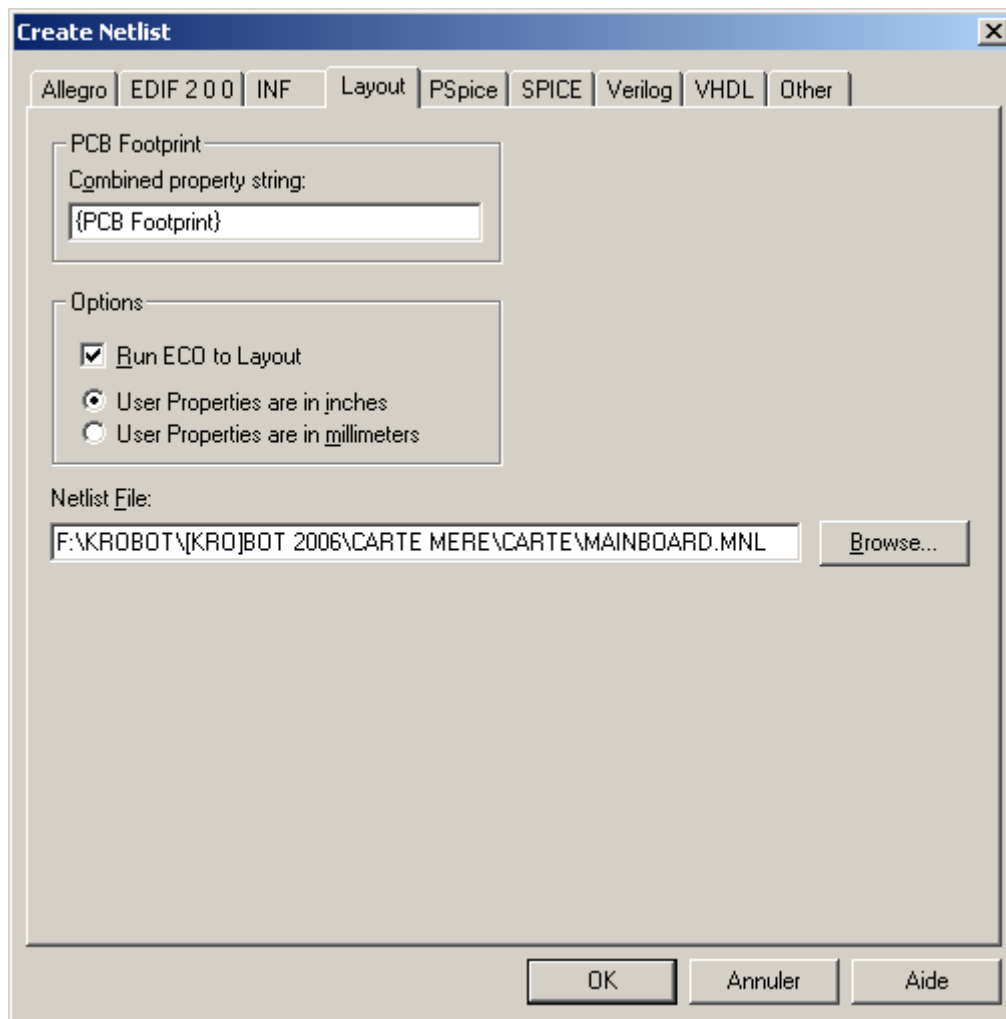 Create Netlist
Allegro EDIF 2 0 0 INF Layout PSpice SPICE Verilog VHDL Other
PCB Footprint
Combined property string:
{PCB Footprint}
Options
Run ECO to Layout
User Properties are in inches
User Properties are in millimeters
Netlist File:
F:\KROBOT\[KRO]BOT 2006\CARTE MERE\CARTE\MAINBOARD.MNL
Browse...
OK Annuler Aide